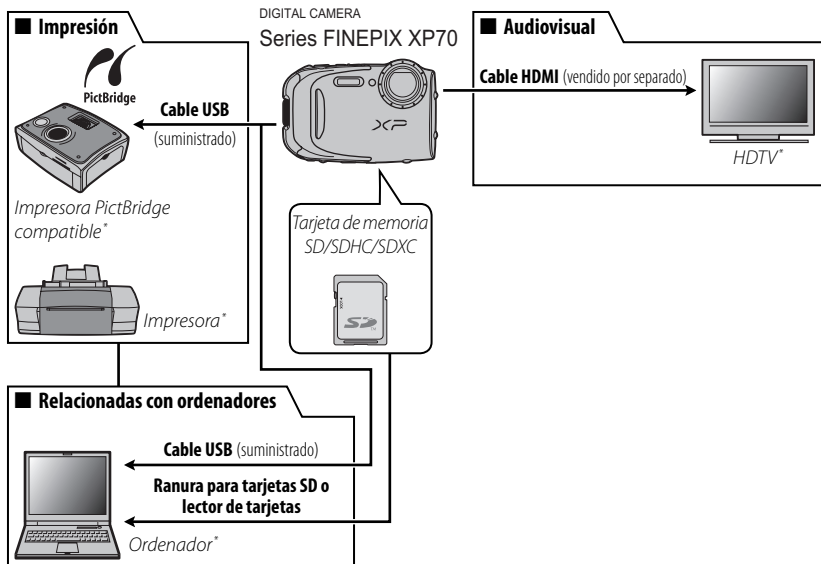 ■ Impresión
PictBridge
Cable USB
(suministrado)
Impresora PictBridge
compatible*
Impresora*
DIGITAL CAMERA
Series FINEPIX XP70
XP
Tarjeta de memoria
SD/SDHC/SDXC
SD
■ Audiovisual
Cable HDMI (vendido por separado)
HDTV*
■ Relacionadas con ordenadores
Cable USB (suministrado)
Ranura para tarjetas SD o
lector de tarjetas
Ordenador*